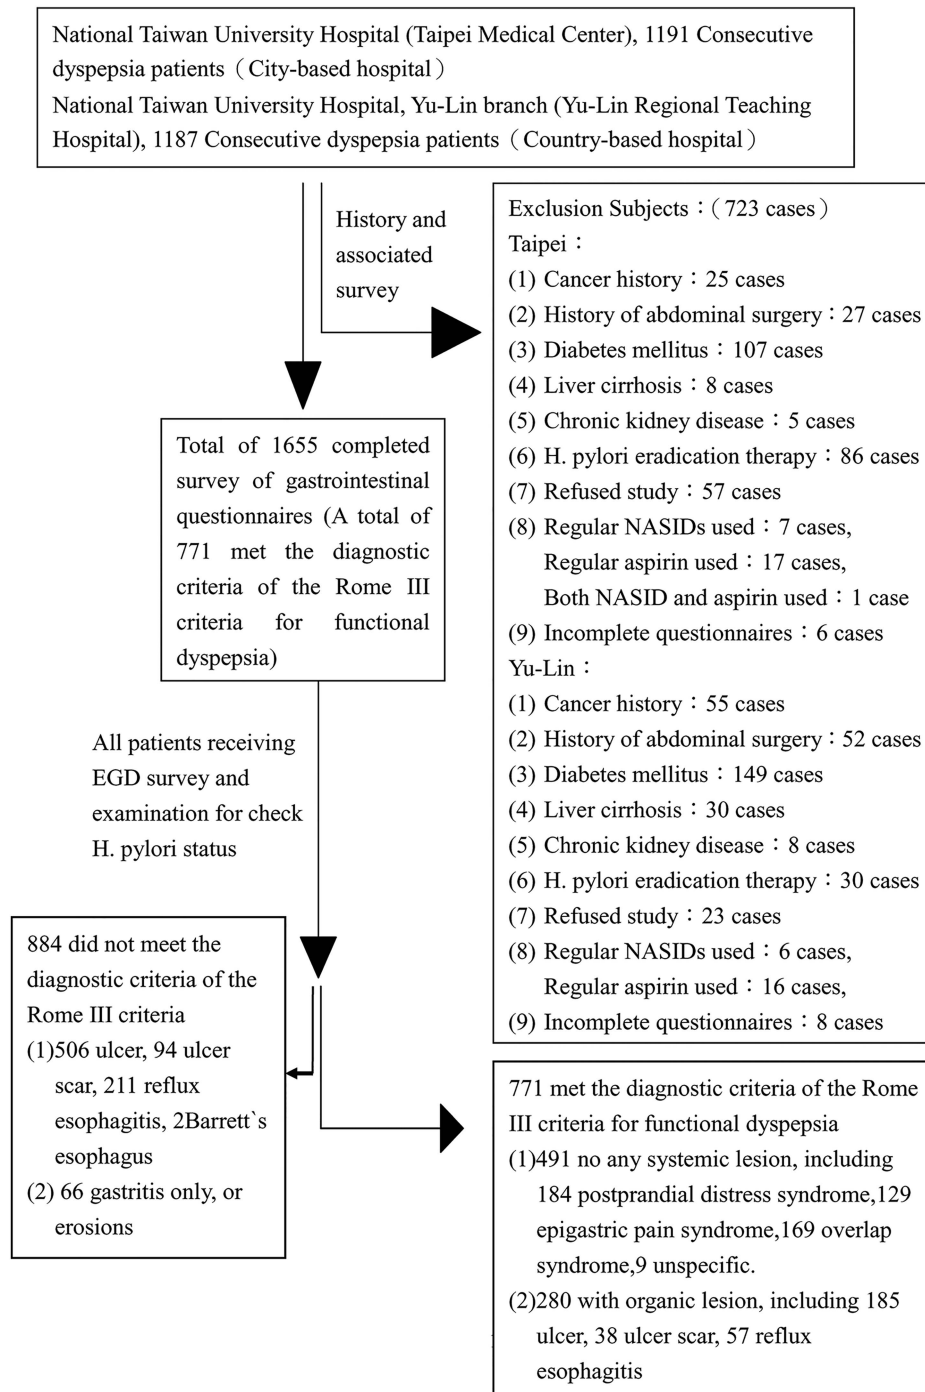 National Taiwan University Hospital (Taipei Medical Center), 1191 Consecutive
dyspepsia patients（City-based hospital）
National Taiwan University Hospital, Yu-Lin branch (Yu-Lin Regional Teaching
Hospital), 1187 Consecutive dyspepsia patients（Country-based hospital）
History and
associated
survey
Exclusion Subjects：（723 cases）
Taipei：
(1) Cancer history：25 cases
(2) History of abdominal surgery：27 cases
(3) Diabetes mellitus：107 cases
(4) Liver cirrhosis：8 cases
(5) Chronic kidney disease：5 cases
(6) H. pylori eradication therapy：86 cases
(7) Refused study：57 cases
(8) Regular NASIDs used：7 cases,
Regular aspirin used：17 cases,
Both NASID and aspirin used：1 case
(9) Incomplete questionnaires：6 cases
Yu-Lin：
(1) Cancer history：55 cases
(2) History of abdominal surgery：52 cases
(3) Diabetes mellitus：149 cases
(4) Liver cirrhosis：30 cases
(5) Chronic kidney disease：8 cases
(6) H. pylori eradication therapy：30 cases
(7) Refused study：23 cases
(8) Regular NASIDs used：6 cases,
Regular aspirin used：16 cases,
(9) Incomplete questionnaires：8 cases
Total of 1655 completed
survey of gastrointestinal
questionnaires (A total of
771 met the diagnostic
criteria of the Rome III
criteria for functional
dyspepsia)
All patients receiving
EGD survey and
examination for check
H. pylori status
884 did not meet the
diagnostic criteria of the
Rome III criteria
(1)506 ulcer, 94 ulcer
scar, 211 reflux
esophagitis, 2Barrett`s
esophagus
(2) 66 gastritis only, or
erosions
771 met the diagnostic criteria of the Rome
III criteria for functional dyspepsia
(1)491 no any systemic lesion, including
184 postprandial distress syndrome,129
epigastric pain syndrome,169 overlap
syndrome,9 unspecific.
(2)280 with organic lesion, including 185
ulcer, 38 ulcer scar, 57 reflux
esophagitis